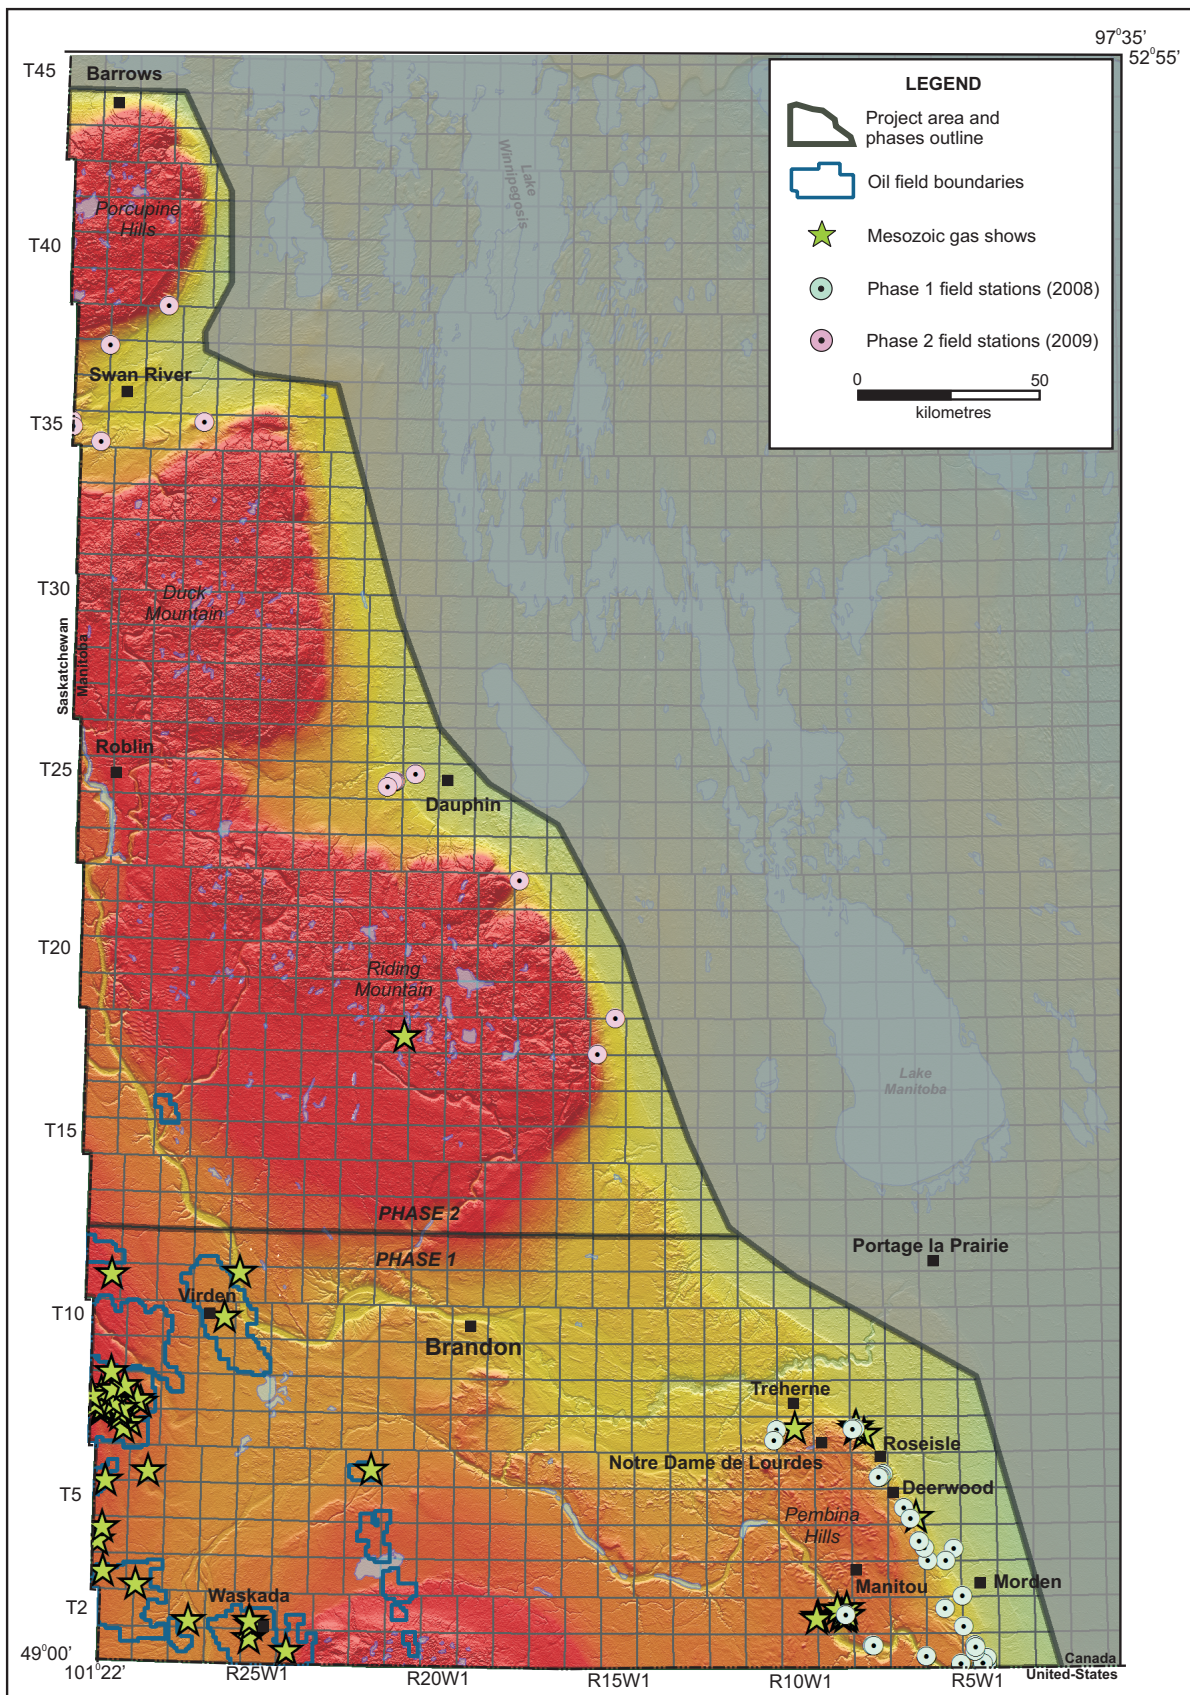 97°35'
52°55'
T45
Barrows
LEGEND
Project area and
phases outline
Oil field boundaries
Mesozoic gas shows
Phase 1 field stations (2008)
Phase 2 field stations (2009)
0
50
kilometres
Lake
Winnipegosis
Porcupine
Hills
T40
Swan River
T35
T30
Duck
Mountain
Saskatchewan
Manitoba
Roblin
T25
Dauphin
T20
Riding
Mountain
Lake
Manitoba
T15
PHASE 2
PHASE 1
Portage la Prairie
Virden
T10
Brandon
Treherne
Notre Dame de Lourdes
Roseisle
T5
Deerwood
Pembina
Hills
Manitou
Morden
Waskada
T2
49°00'
101°22'
R25W1
R20W1
R15W1
R10W1
R5W1
Canada
United-States